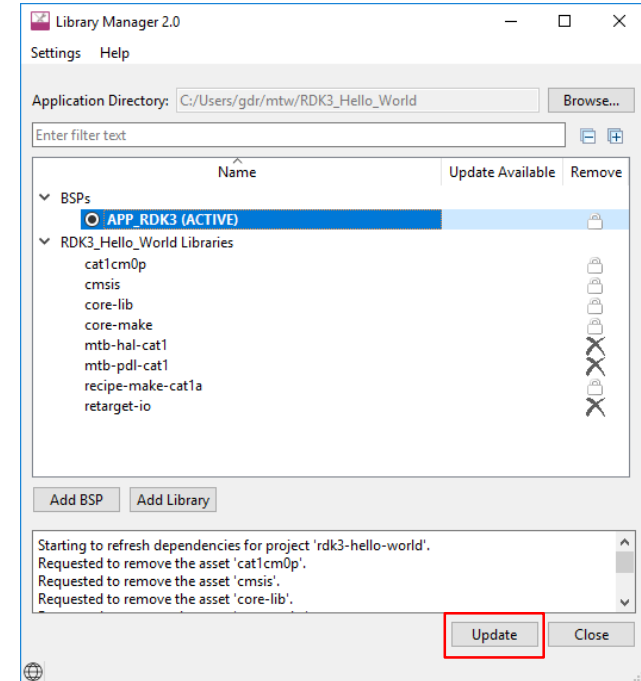 Library Manager 2.0
Settings Help
Application Directory: C:/Users/gdr/mtw/RDK3_Hello_World Browse...
Enter filter text
Name Update Available Remove
BSPs
APP_RDK3 (ACTIVE)
RDK3_Hello_World Libraries
cat1cm0p
cmsis
core-lib
core-make
mtb-hal-cat1
mtb-pdl-cat1
recipe-make-cat1a
retarget-io
Add BSP Add Library
Starting to refresh dependencies for project 'rdk3-hello-world'.
Requested to remove the asset 'cat1cm0p'.
Requested to remove the asset 'cmsis'.
Requested to remove the asset 'core-lib'.
Update Close